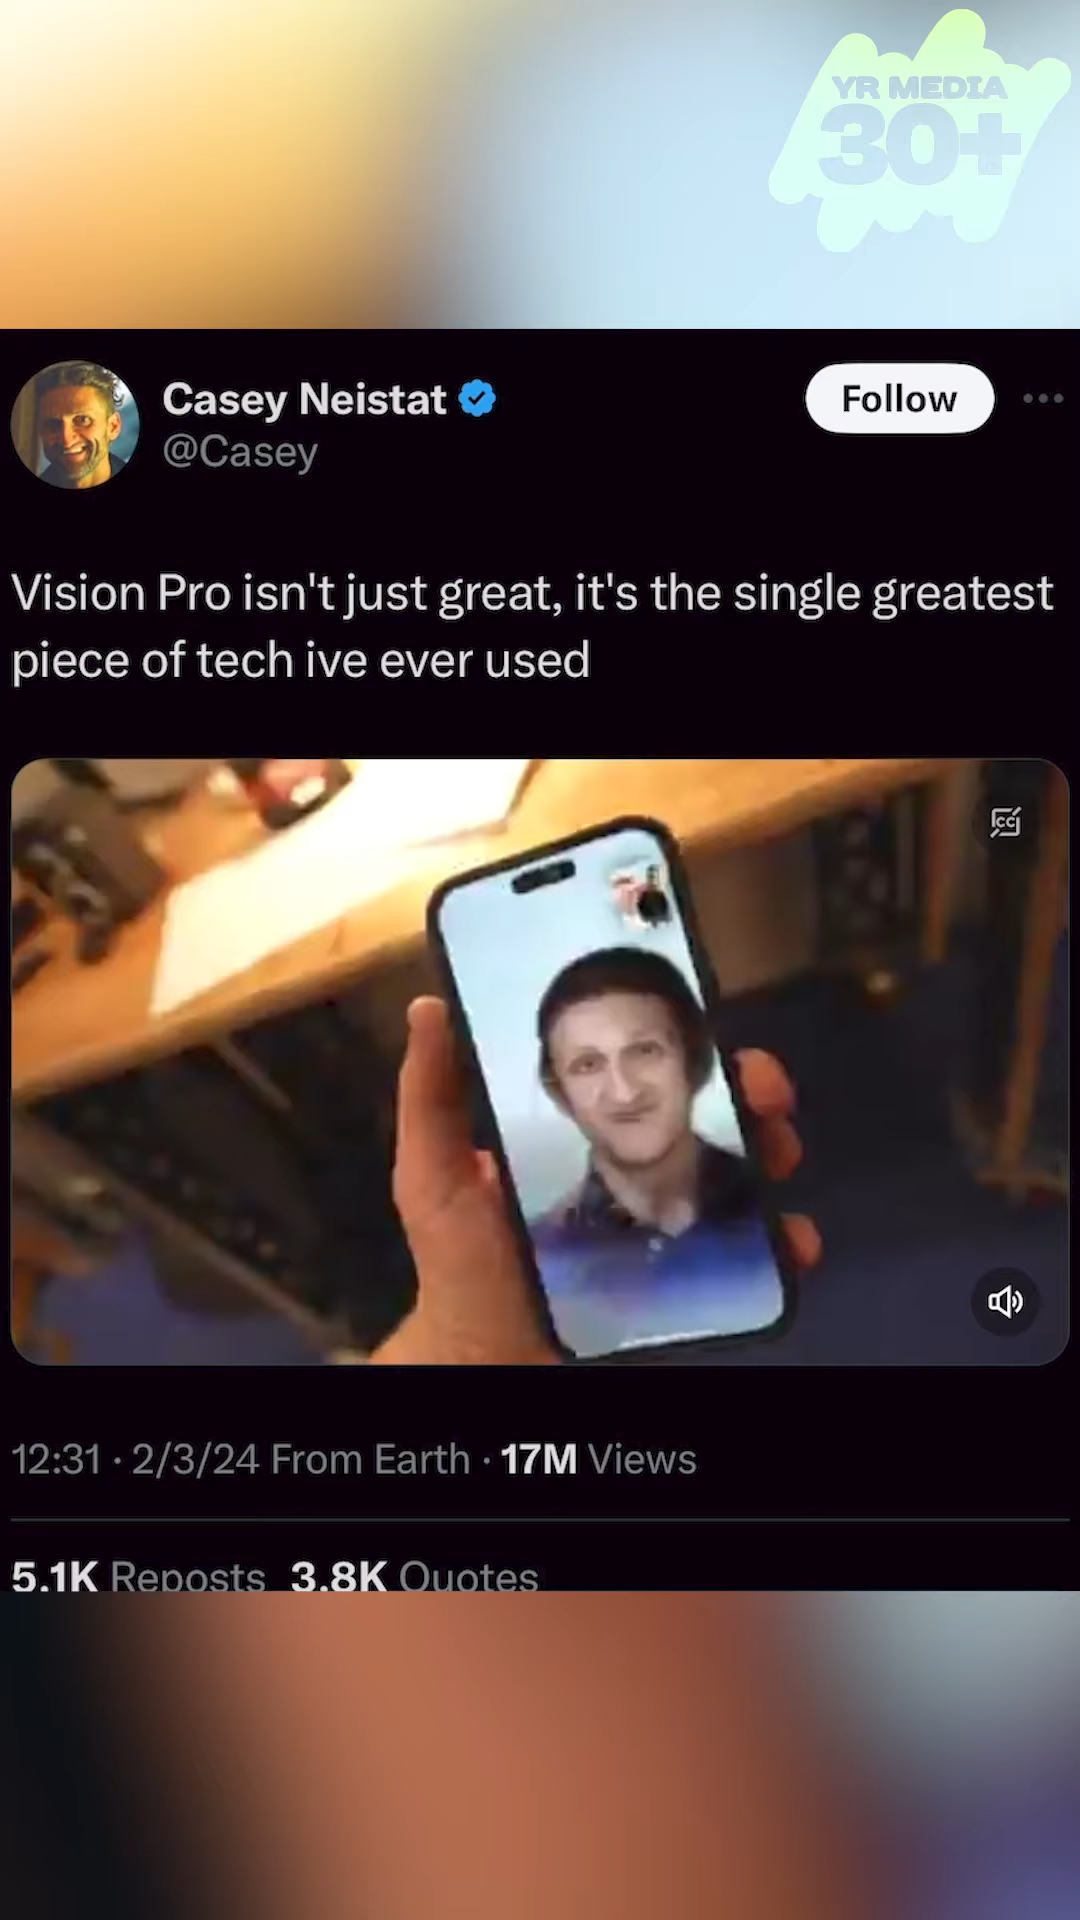 YR MEDIA
30+
Casey Neistat
@Casey
Follow
Vision Pro isn't just great, it's the single greatest
piece of tech ive ever used
CC
12:31 · 2/3/24 From Earth · 17M Views
5.1K Reposts 3.8K Quotes